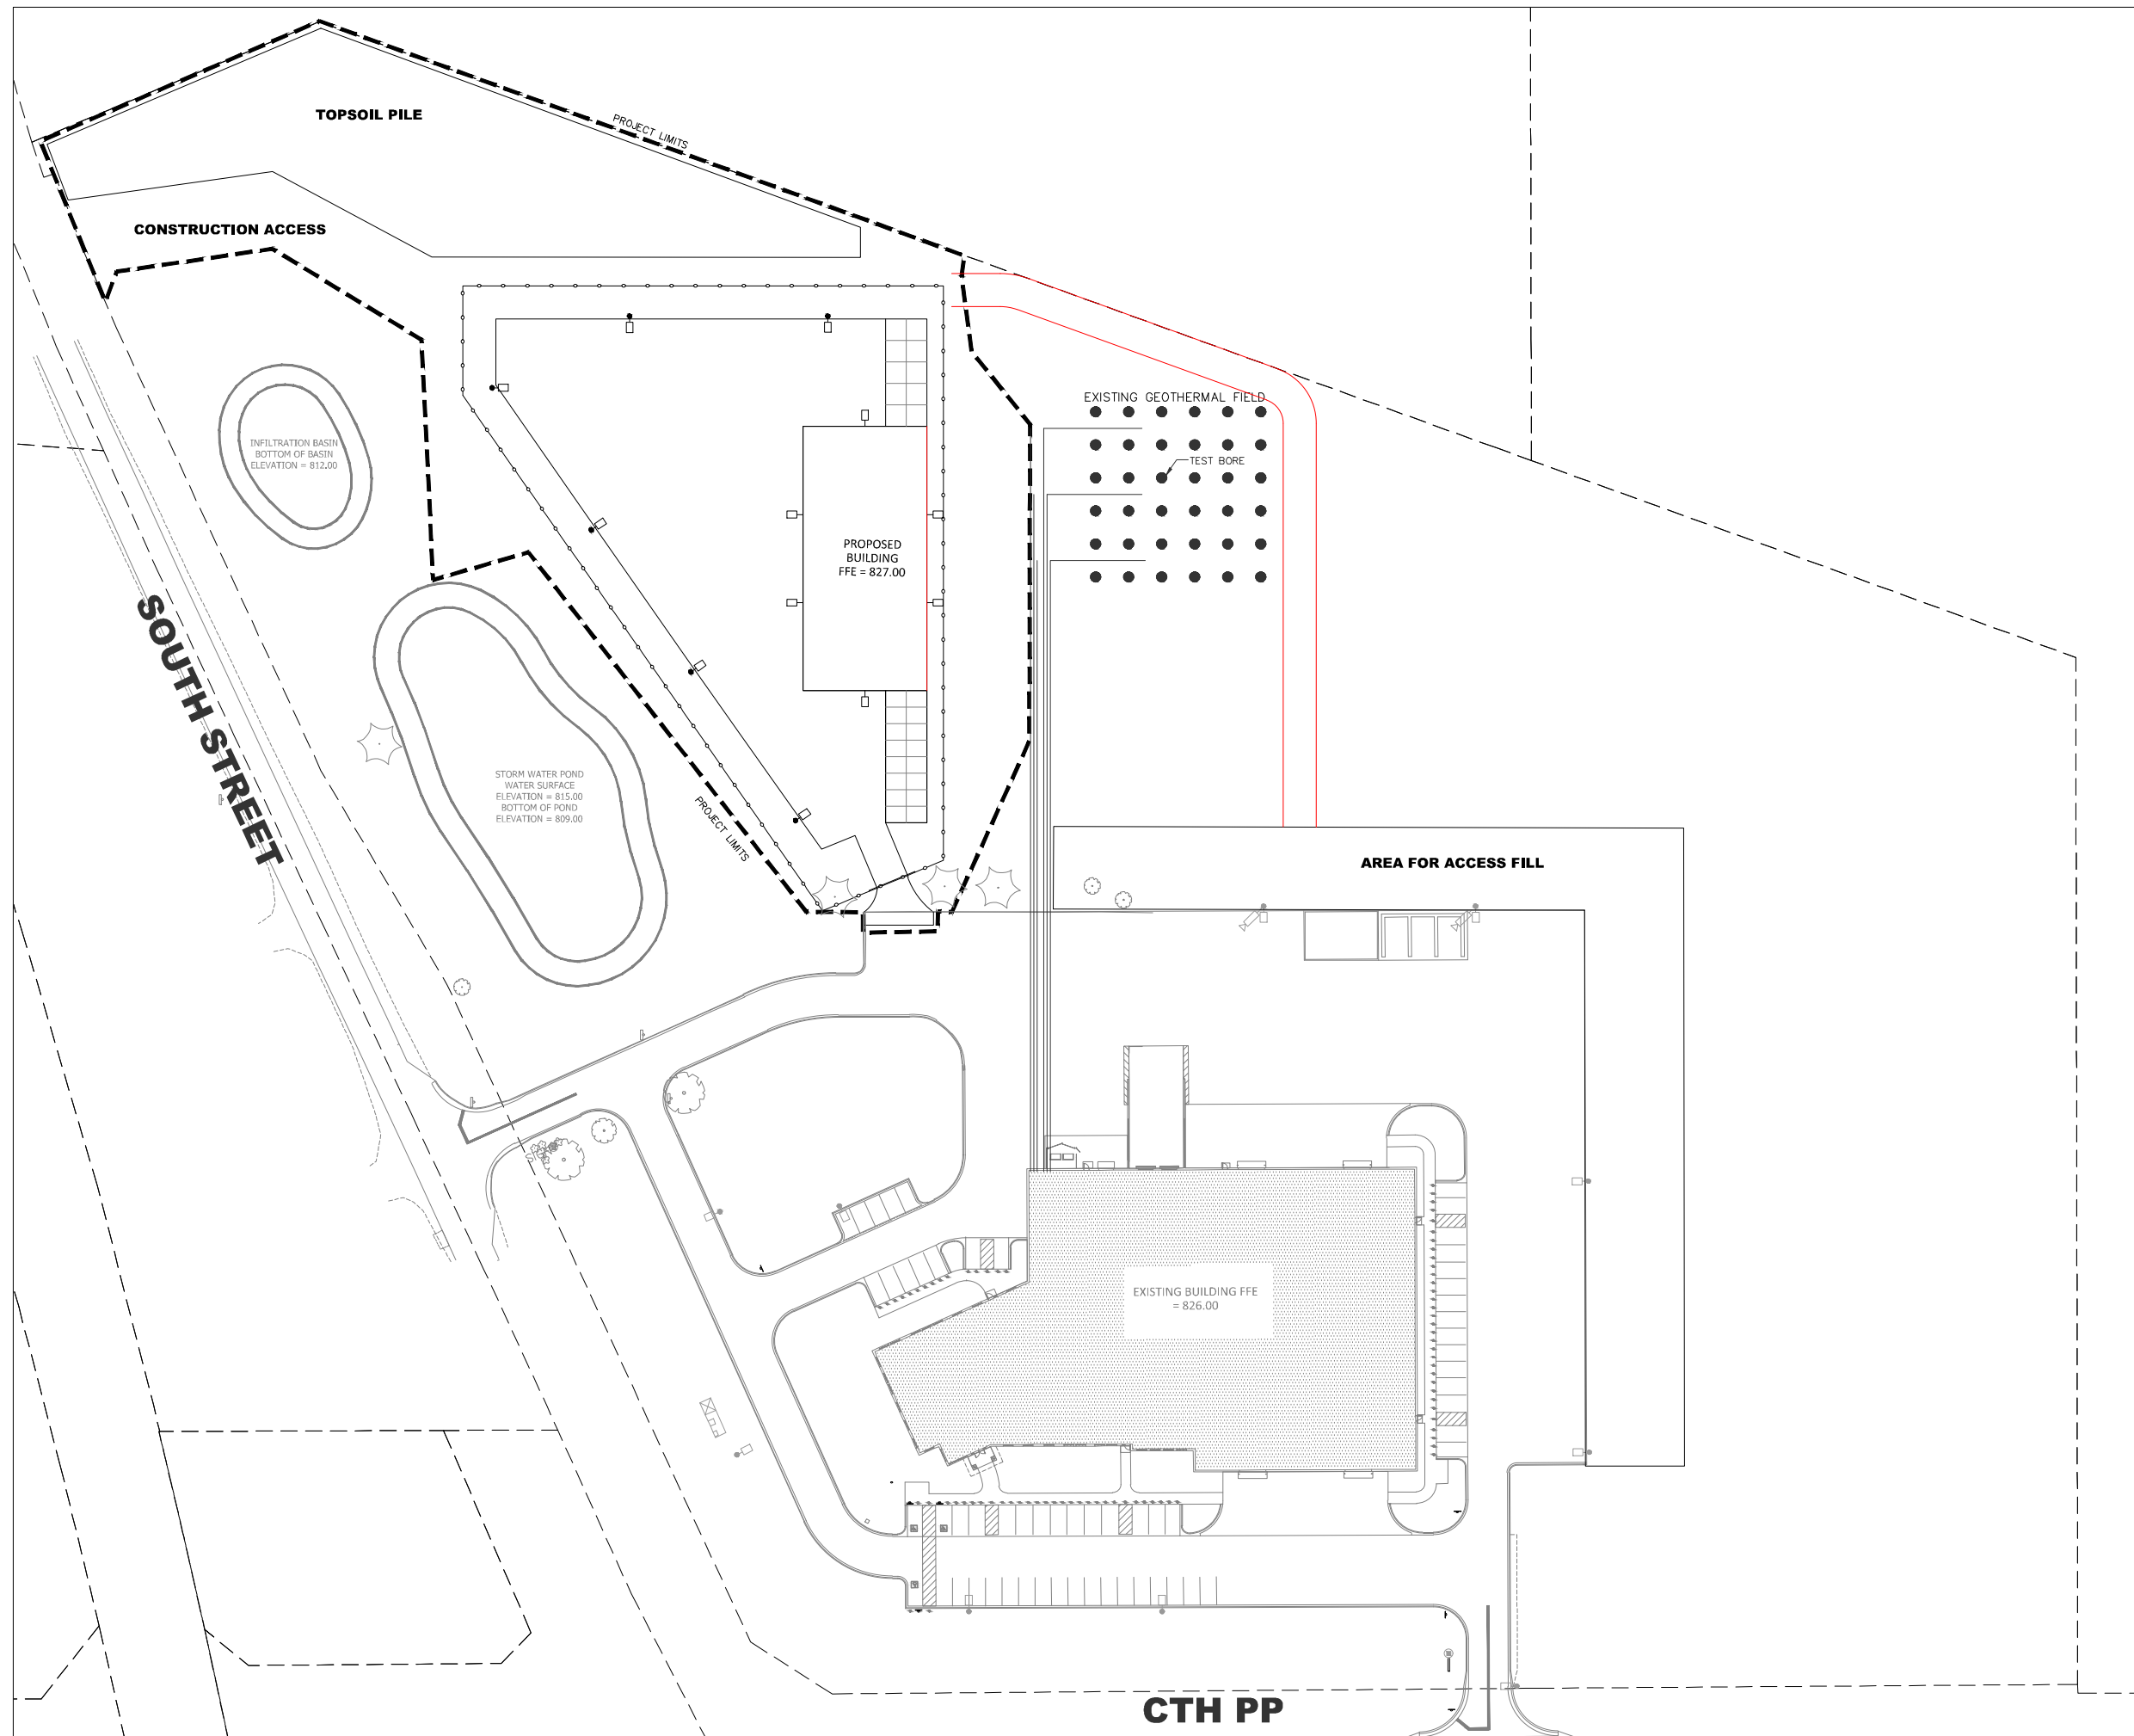 TOPSOIL PILE
PROJECT LIMITS
CONSTRUCTION ACCESS
EXISTING GEOTHERMAL FIELD
INFILTRATION BASIN
BOTTOM OF BASIN
ELEVATION = 812.00
TEST BORE
PROPOSED
BUILDING
FFE = 827.00
SOUTH STREET
STORM WATER POND
WATER SURFACE
ELEVATION = 815.00
BOTTOM OF POND
ELEVATION = 809.00
PROJECT LIMITS
AREA FOR ACCESS FILL
EXISTING BUILDING FFE
= 826.00
CTH PP